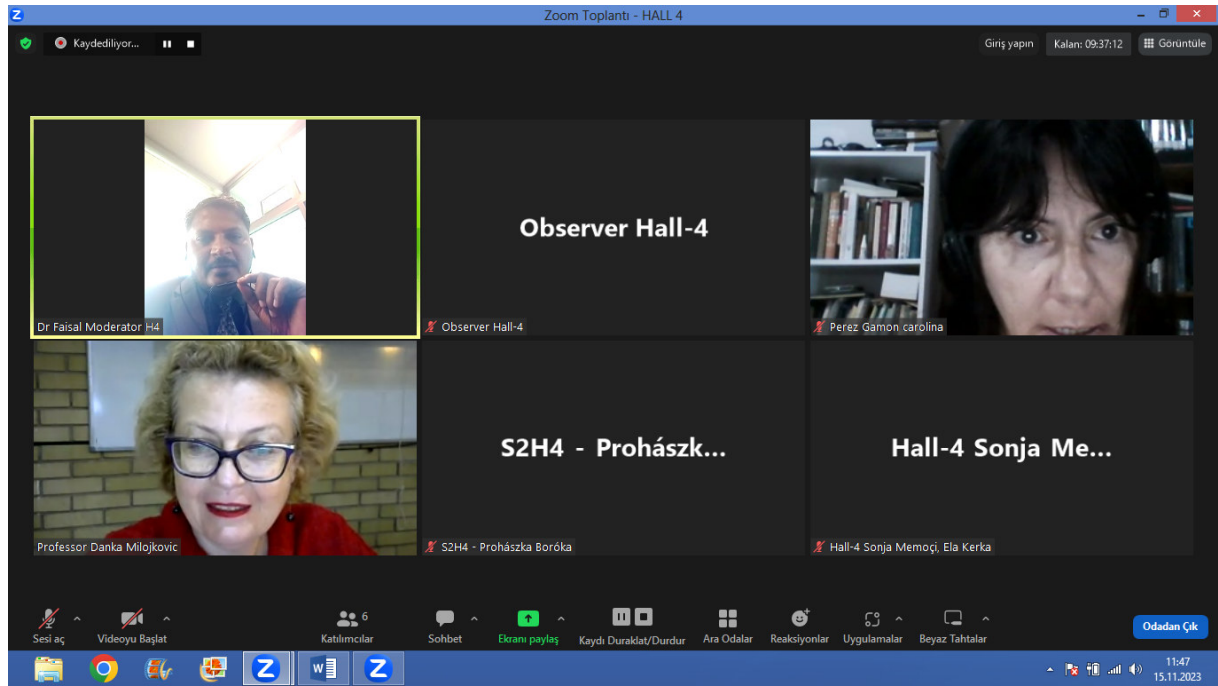 Zoom Toplantı - HALL 4
Kaydediliyor...
Giriş yapın
Kalan: 09:37:12
Görüntüle
Dr Faisal Moderator H4
Observer Hall-4
Observer Hall-4
Perez Gamon carolina
Professor Danka Milojkovic
S2H4 - Prohászk...
S2H4 - Prohászka Boróka
Hall-4 Sonja Me...
Hall-4 Sonja Memoçi, Ela Kerka
Sesi aç
Videoyu Başlat
6
Katılımcılar
Sohbet
Ekranı paylaş
Kaydı Duraklat/Durdur
Ara Odalar
Reaksiyonlar
Uygulamalar
Beyaz Tahtalar
Odadan Çık
11:47
15.11.2023